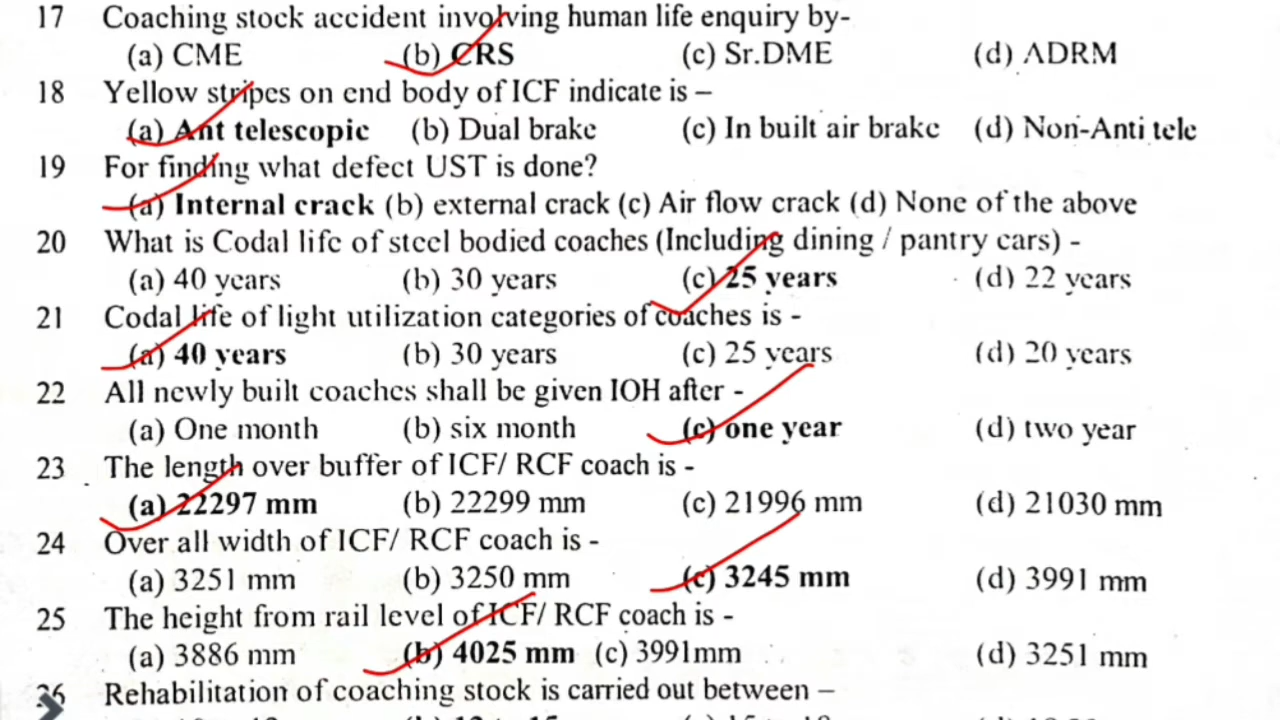 17 Coaching stock accident involving human life enquiry by-
(a) CME (b) CRS (c) Sr.DME (d) ADRM
18 Yellow stripes on end body of ICF indicate is –
(a) Ant telescopic (b) Dual brake (c) In built air brake (d) Non-Anti tele
19 For finding what defect UST is done?
(a) Internal crack (b) external crack (c) Air flow crack (d) None of the above
20 What is Codal life of steel bodied coaches (Including dining / pantry cars) -
(a) 40 years (b) 30 years (c) 25 years (d) 22 years
21 Codal life of light utilization categories of coaches is -
(a) 40 years (b) 30 years (c) 25 years (d) 20 years
22 All newly built coaches shall be given IOH after -
(a) One month (b) six month (c) one year (d) two year
23 The length over buffer of ICF/ RCF coach is -
(a) 22297 mm (b) 22299 mm (c) 21996 mm (d) 21030 mm
24 Over all width of ICF/ RCF coach is -
(a) 3251 mm (b) 3250 mm (c) 3245 mm (d) 3991 mm
25 The height from rail level of ICF/ RCF coach is -
(a) 3886 mm (b) 4025 mm (c) 3991mm (d) 3251 mm
Rehabilitation of coaching stock is carried out between –